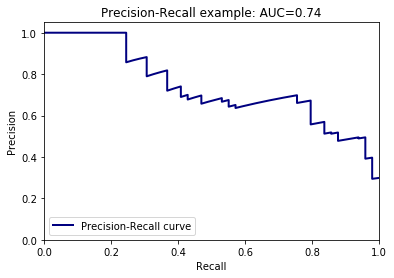 Precision-Recall example: AUC=0.74
1.0
0.8
0.6
0.4
0.2
0.0
Precision
Precision-Recall curve
0.0 0.2 0.4 0.6 0.8 1.0
Recall